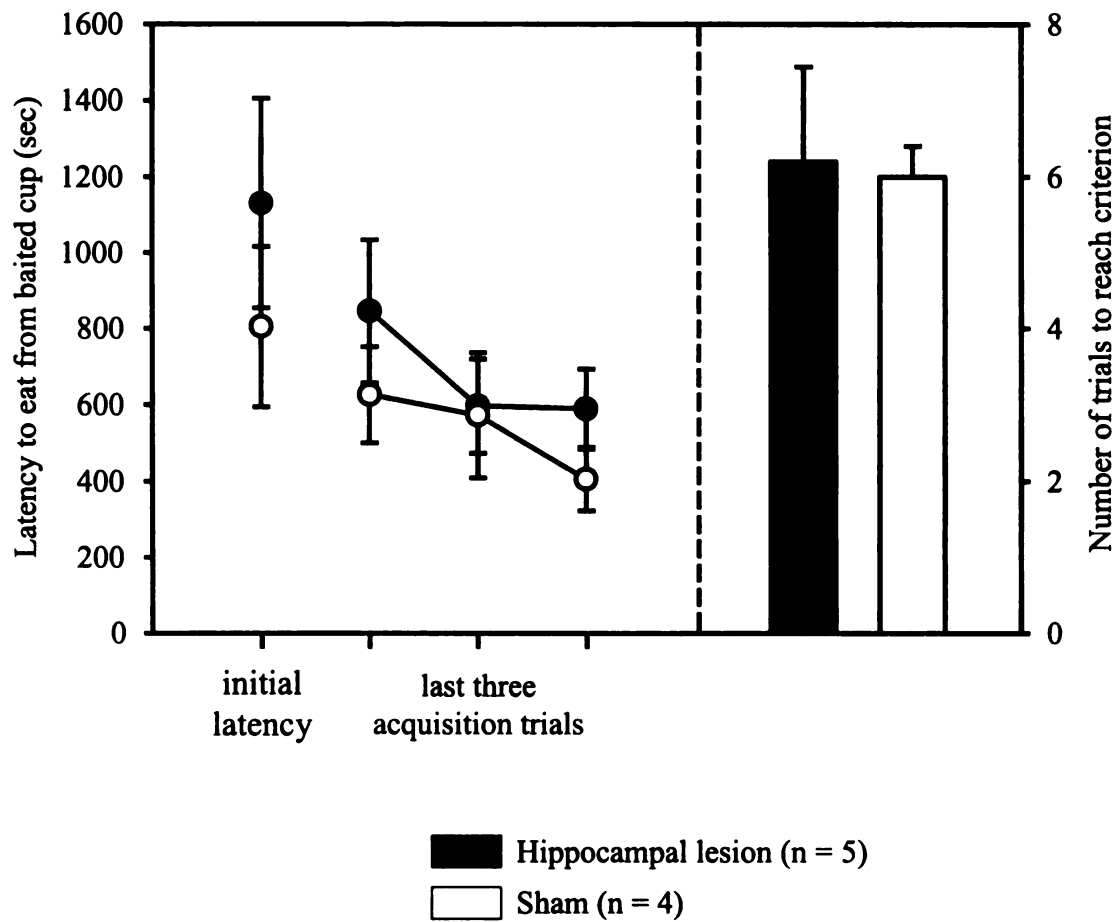 Latency to eat from baited cup (sec)
1600
1400
1200
1000
800
600
400
200
0
initial
latency
last three
acquisition trials
8
6
4
2
0
Number of trials to reach criterion
Hippocampal lesion (n = 5)
Sham (n = 4)